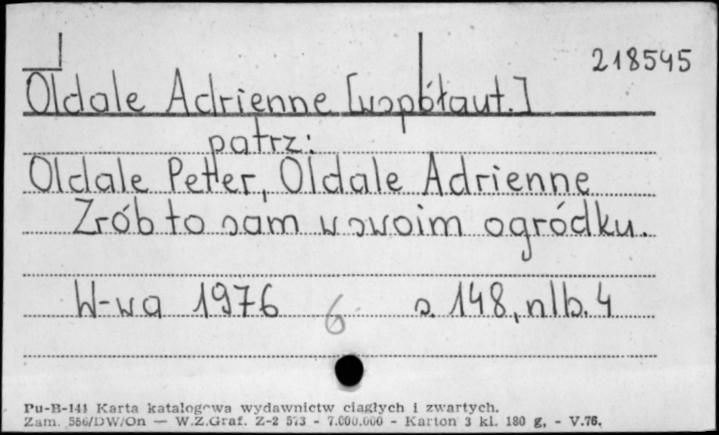 218545
Oldale Adrienne [współaut.]
patrz:
Oldale Peter, Oldale Adrienne
Zrób to sam w swoim ogródku.
W-wa 1976 6 s. 148, nlb. 4
Pu-B-141 Karta katalogowa wydawnictw ciągłych i zwartych.
Zam. 556/DW/On — W.Z.Graf. Z-2 573 - 7.000.000 - Karton 3 kl. 180 g, - V.76.